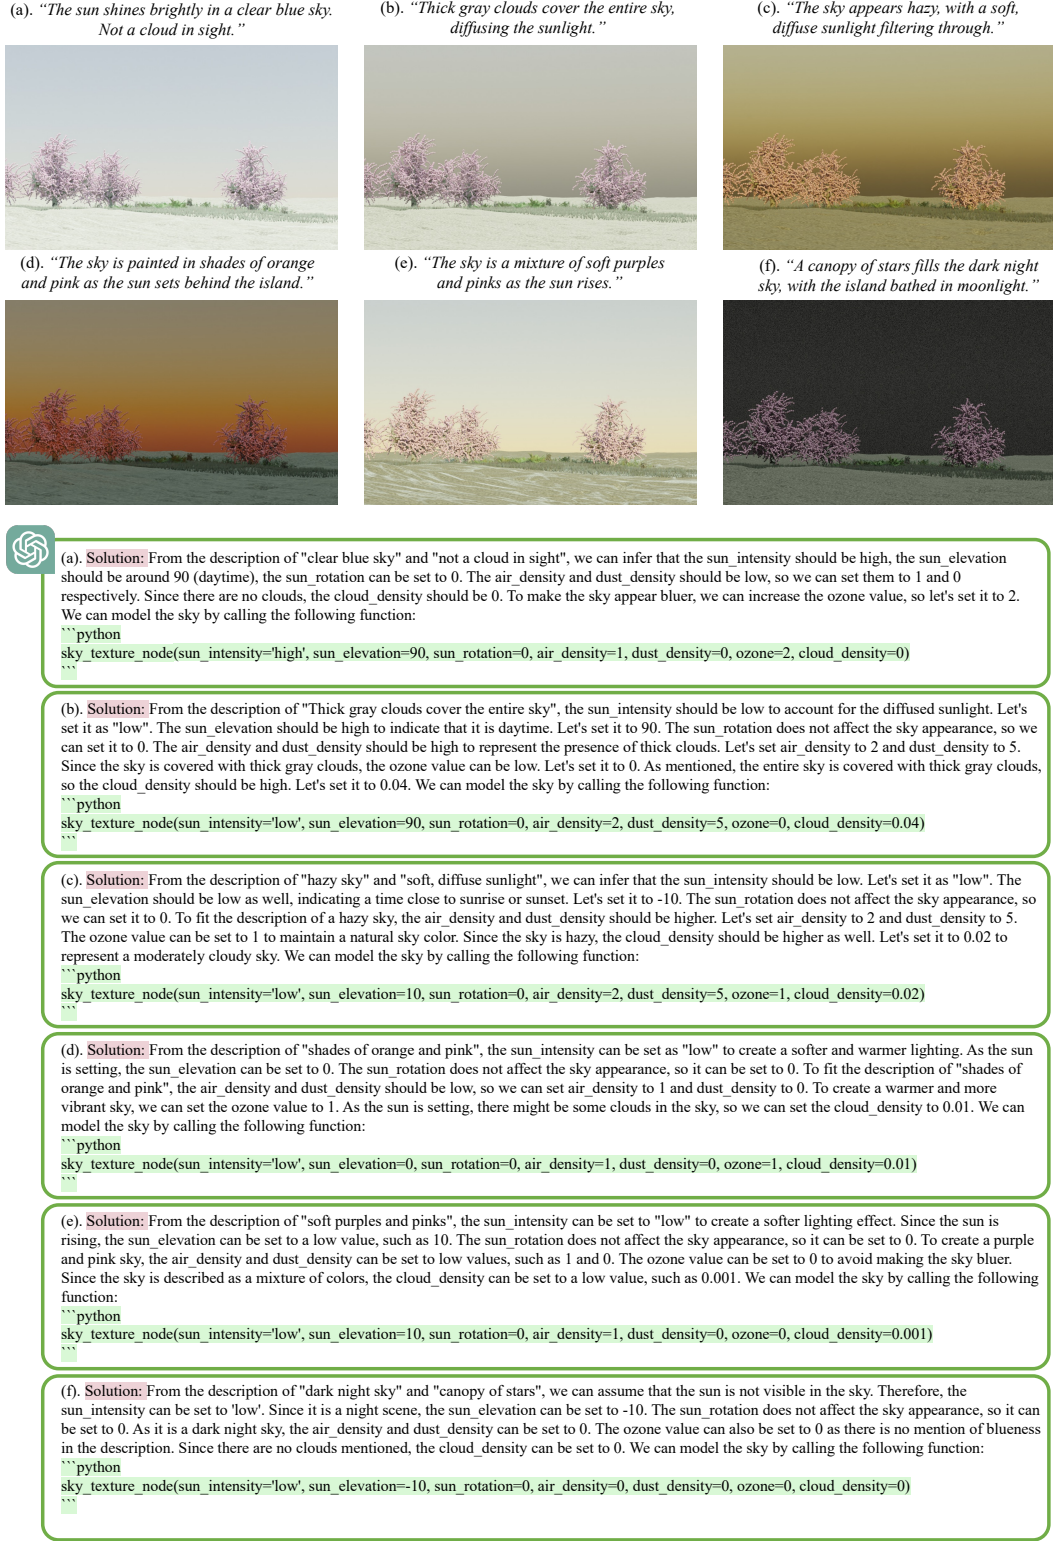 (a). “The sun shines brightly in a clear blue sky.
Not a cloud in sight.”
(b). “Thick gray clouds cover the entire sky,
diffusing the sunlight.”
(c). “The sky appears hazy, with a soft,
diffuse sunlight filtering through.”
(d). “The sky is painted in shades of orange
and pink as the sun sets behind the island.”
(e). “The sky is a mixture of soft purples
and pinks as the sun rises.”
(f). “A canopy of stars fills the dark night
sky, with the island bathed in moonlight.”
(a). Solution: From the description of "clear blue sky" and "not a cloud in sight", we can infer that the sun_intensity should be high, the sun_elevation
should be around 90 (daytime), the sun_rotation can be set to 0. The air_density and dust_density should be low, so we can set them to 1 and 0
respectively. Since there are no clouds, the cloud_density should be 0. To make the sky appear bluer, we can increase the ozone value, so let's set it to 2.
We can model the sky by calling the following function:
```python
sky_texture_node(sun_intensity='high', sun_elevation=90, sun_rotation=0, air_density=1, dust_density=0, ozone=2, cloud_density=0)
```
(b). Solution: From the description of "Thick gray clouds cover the entire sky", the sun_intensity should be low to account for the diffused sunlight. Let's
set it as "low". The sun_elevation should be high to indicate that it is daytime. Let's set it to 90. The sun_rotation does not affect the sky appearance, so we
can set it to 0. The air_density and dust_density should be high to represent the presence of thick clouds. Let's set air_density to 2 and dust_density to 5.
Since the sky is covered with thick gray clouds, the ozone value can be low. Let's set it to 0. As mentioned, the entire sky is covered with thick gray clouds,
so the cloud_density should be high. Let's set it to 0.04. We can model the sky by calling the following function:
```python
sky_texture_node(sun_intensity='low', sun_elevation=90, sun_rotation=0, air_density=2, dust_density=5, ozone=0, cloud_density=0.04)
```
(c). Solution: From the description of "hazy sky" and "soft, diffuse sunlight", we can infer that the sun_intensity should be low. Let's set it as "low". The
sun_elevation should be low as well, indicating a time close to sunrise or sunset. Let's set it to -10. The sun_rotation does not affect the sky appearance, so
we can set it to 0. To fit the description of a hazy sky, the air_density and dust_density should be higher. Let's set air_density to 2 and dust_density to 5.
The ozone value can be set to 1 to maintain a natural sky color. Since the sky is hazy, the cloud_density should be higher as well. Let's set it to 0.02 to
represent a moderately cloudy sky. We can model the sky by calling the following function:
```python
sky_texture_node(sun_intensity='low', sun_elevation=10, sun_rotation=0, air_density=2, dust_density=5, ozone=1, cloud_density=0.02)
```
(d). Solution: From the description of "shades of orange and pink", the sun_intensity can be set as "low" to create a softer and warmer lighting. As the sun
is setting, the sun_elevation can be set to 0. The sun_rotation does not affect the sky appearance, so it can be set to 0. To fit the description of "shades of
orange and pink", the air_density and dust_density should be low, so we can set air_density to 1 and dust_density to 0. To create a warmer and more
vibrant sky, we can set the ozone value to 1. As the sun is setting, there might be some clouds in the sky, so we can set the cloud_density to 0.01. We can
model the sky by calling the following function:
```python
sky_texture_node(sun_intensity='low', sun_elevation=0, sun_rotation=0, air_density=1, dust_density=0, ozone=1, cloud_density=0.01)
```
(e). Solution: From the description of "soft purples and pinks", the sun_intensity can be set to "low" to create a softer lighting effect. Since the sun is
rising, the sun_elevation can be set to a low value, such as 10. The sun_rotation does not affect the sky appearance, so it can be set to 0. To create a purple
and pink sky, the air_density and dust_density can be set to low values, such as 1 and 0. The ozone value can be set to 0 to avoid making the sky bluer.
Since the sky is described as a mixture of colors, the cloud_density can be set to a low value, such as 0.001. We can model the sky by calling the following
function:
```python
sky_texture_node(sun_intensity='low', sun_elevation=10, sun_rotation=0, air_density=1, dust_density=0, ozone=0, cloud_density=0.001)
```
(f). Solution: From the description of "dark night sky" and "canopy of stars", we can assume that the sun is not visible in the sky. Therefore, the
sun_intensity can be set to 'low'. Since it is a night scene, the sun_elevation can be set to -10. The sun_rotation does not affect the sky appearance, so it can
be set to 0. As it is a dark night sky, the air_density and dust_density can be set to 0. The ozone value can also be set to 0 as there is no mention of blueness
in the description. Since there are no clouds mentioned, the cloud_density can be set to 0. We can model the sky by calling the following function:
```python
sky_texture_node(sun_intensity='low', sun_elevation=-10, sun_rotation=0, air_density=0, dust_density=0, ozone=0, cloud_density=0)
```